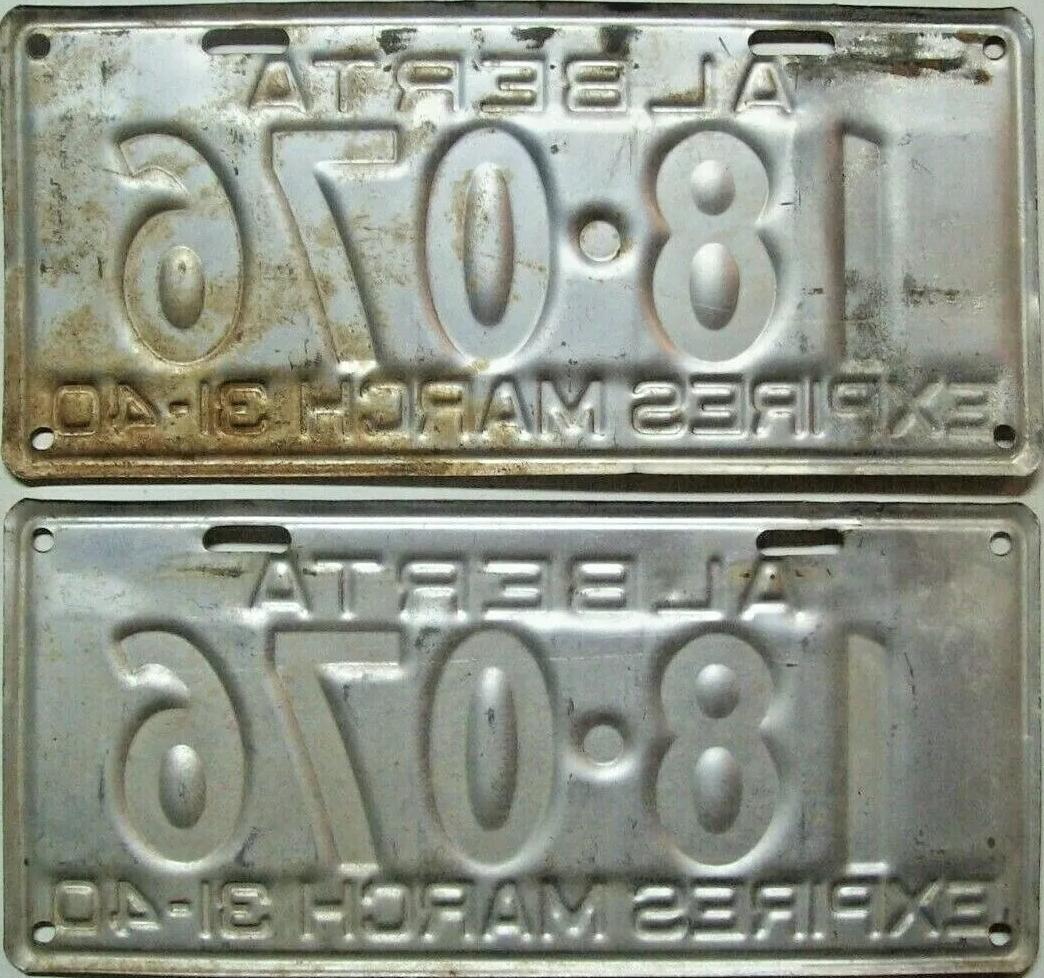 ALBERTA
18•076
EXPIRES MARCH 31-40
ALBERTA
18•076
EXPIRES MARCH 31-40